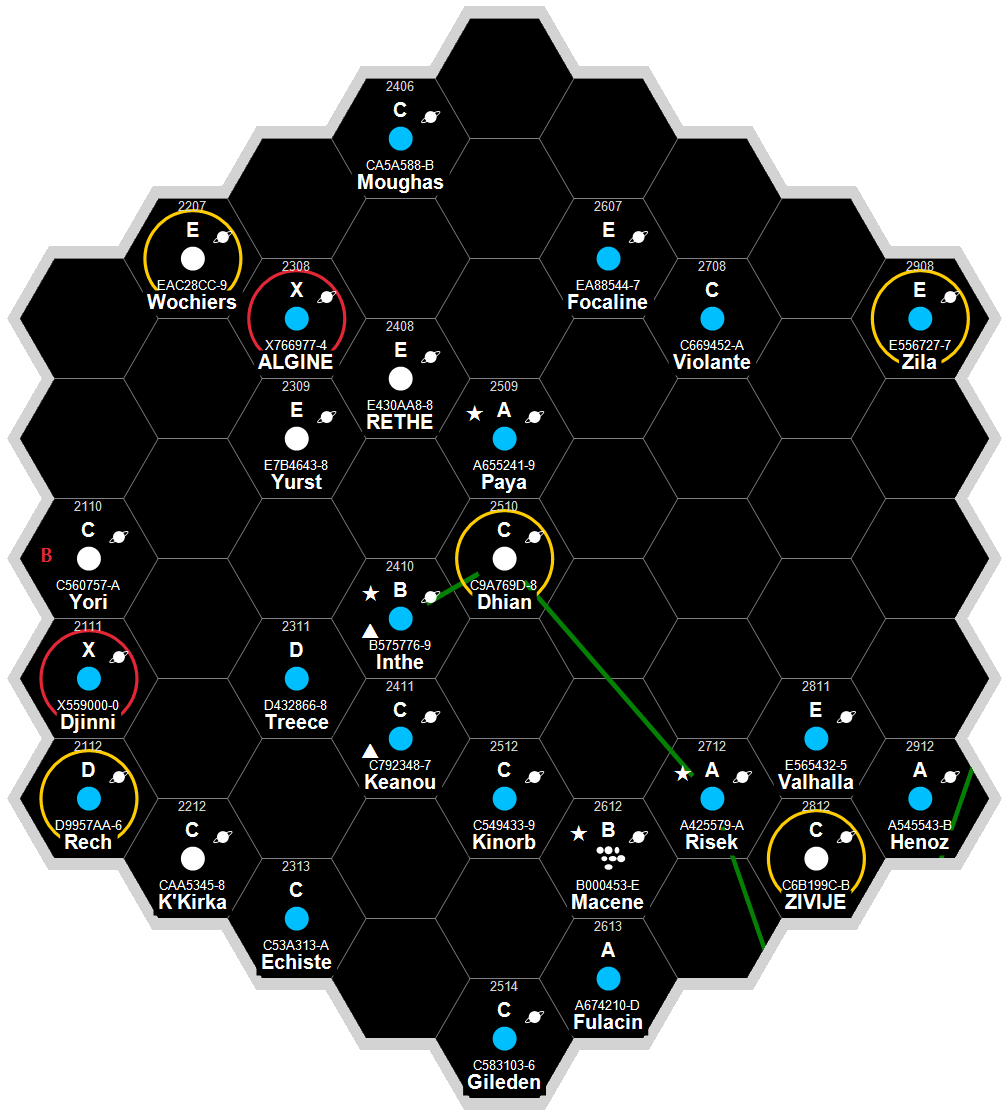 2406
C
CA5A588-B
Moughas
2207
E
EAC28CC-9
Wochiers
2607
E
EA88544-7
Focaline
2308
X
X766977-4
ALGINE
2708
C
C669452-A
Violante
2908
E
E556727-7
Zila
2408
E
E430AA8-8
RETHE
2309
E
E7B4643-8
Yurst
2509
A
A655241-9
Paya
2110
C
B
C560757-A
Yori
2510
C
C9A769D-8
Dhian
2410
B
B575776-9
Inthe
2111
X
X559000-0
Djinni
2311
D
D432866-8
Treece
2411
C
C792348-7
Keanou
2811
E
E565432-5
Valhalla
2112
D
D9957AA-6
Rech
2512
C
C549433-9
Kinorb
2712
A
A425579-A
Risek
2912
A
A545543-B
Henoz
2212
C
CAA5345-8
K'Kirka
2612
B
B000453-E
Macene
2812
C
C6B199C-B
ZIVIJE
2313
C
C53A313-A
Echiste
2613
A
A674210-D
Fulacin
2514
C
C583103-6
Gileden